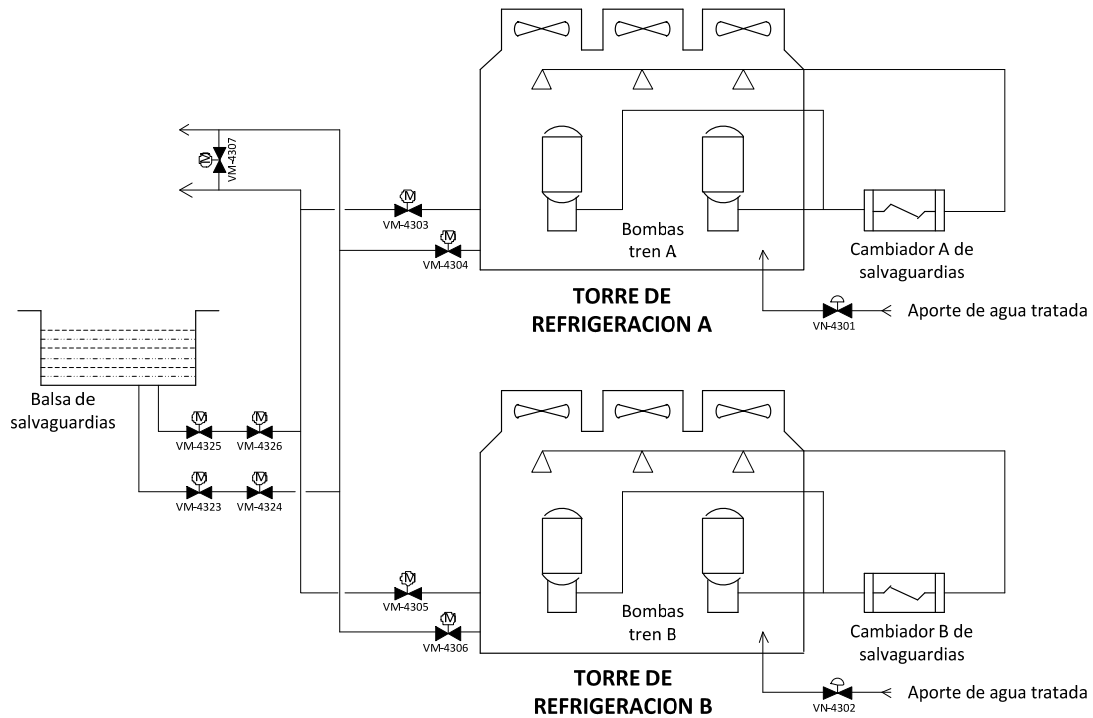 M
VM-4307
M
VM-4303
M
VM-4304
Bombas
tren A
Cambiador A de
salvaguardias
TORRE DE
REFRIGERACION A
VN-4301
Aporte de agua tratada
Balsa de
salvaguardias
M
VM-4325
M
VM-4326
M
VM-4323
M
VM-4324
M
VM-4305
M
VM-4306
Bombas
tren B
Cambiador B de
salvaguardias
TORRE DE
REFRIGERACION B
VN-4302
Aporte de agua tratada